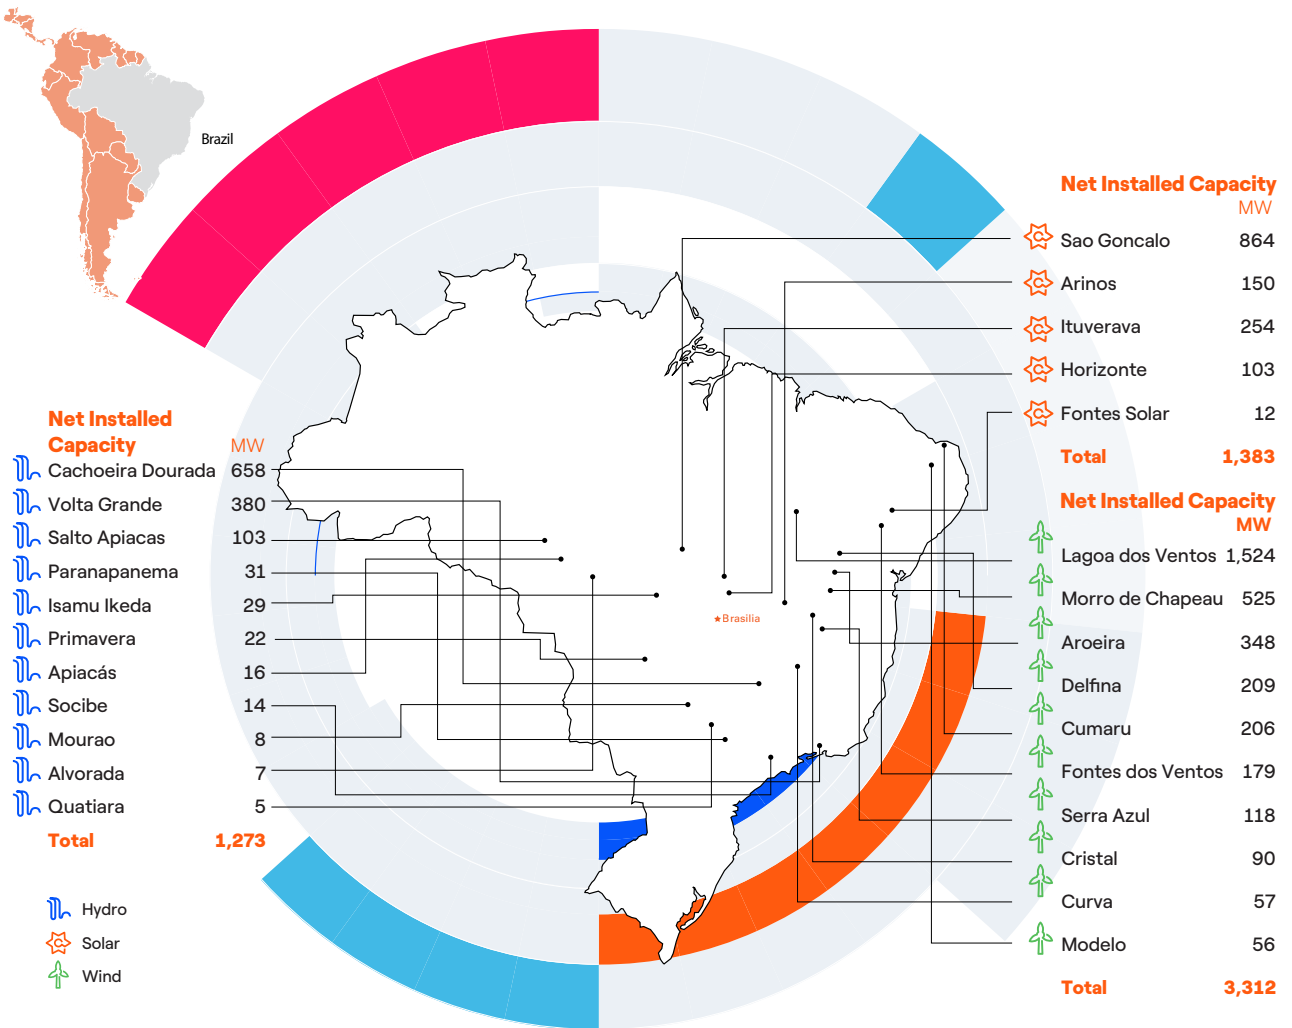 Brazil
Net Installed Capacity
MW
Sao Goncalo 864
Arinos 150
Ituverava 254
Horizonte 103
Fontes Solar 12
Total 1,383
Net Installed Capacity
MW
Lagoa dos Ventos 1,524
Morro de Chapeau 525
Aroeira 348
Delfina 209
Cumaru 206
Fontes dos Ventos 179
Serra Azul 118
Cristal 90
Curva 57
Modelo 56
Total 3,312
Brasilia
Net Installed
Capacity MW
Cachoeira Dourada 658
Volta Grande 380
Salto Apiacas 103
Paranapanema 31
Isamu Ikeda 29
Primavera 22
Apiacás 16
Socibe 14
Mourao 8
Alvorada 7
Quatiara 5
Total 1,273
Hydro
Solar
Wind